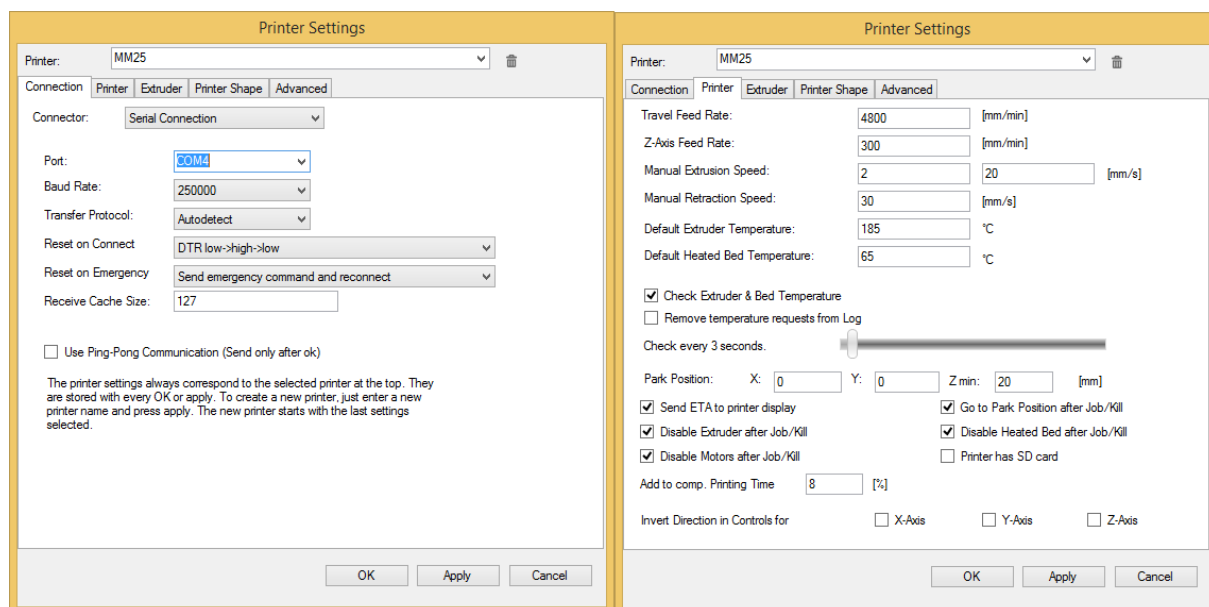 Printer Settings
Printer: MM25
Connection Printer Extruder Printer Shape Advanced
Connector: Serial Connection
Port: COM4
Baud Rate: 250000
Transfer Protocol: Autodetect
Reset on Connect DTR low->high->low
Reset on Emergency Send emergency command and reconnect
Receive Cache Size: 127
Use Ping-Pong Communication (Send only after ok)
The printer settings always correspond to the selected printer at the top. They
are stored with every OK or apply. To create a new printer, just enter a new
printer name and press apply. The new printer starts with the last settings
selected.
OK Apply Cancel
Printer Settings
Printer: MM25
Connection Printer Extruder Printer Shape Advanced
Travel Feed Rate: 4800 [mm/min]
Z-Axis Feed Rate: 300 [mm/min]
Manual Extrusion Speed: 2 20 [mm/s]
Manual Retraction Speed: 30 [mm/s]
Default Extruder Temperature: 185 °C
Default Heated Bed Temperature: 65 °C
Check Extruder & Bed Temperature
Remove temperature requests from Log
Check every 3 seconds.
Park Position: X: 0 Y: 0 Z min: 20 [mm]
Send ETA to printer display Go to Park Position after Job/Kill
Disable Extruder after Job/Kill Disable Heated Bed after Job/Kill
Disable Motors after Job/Kill Printer has SD card
Add to comp. Printing Time 8 [%]
Invert Direction in Controls for X-Axis Y-Axis Z-Axis
OK Apply Cancel